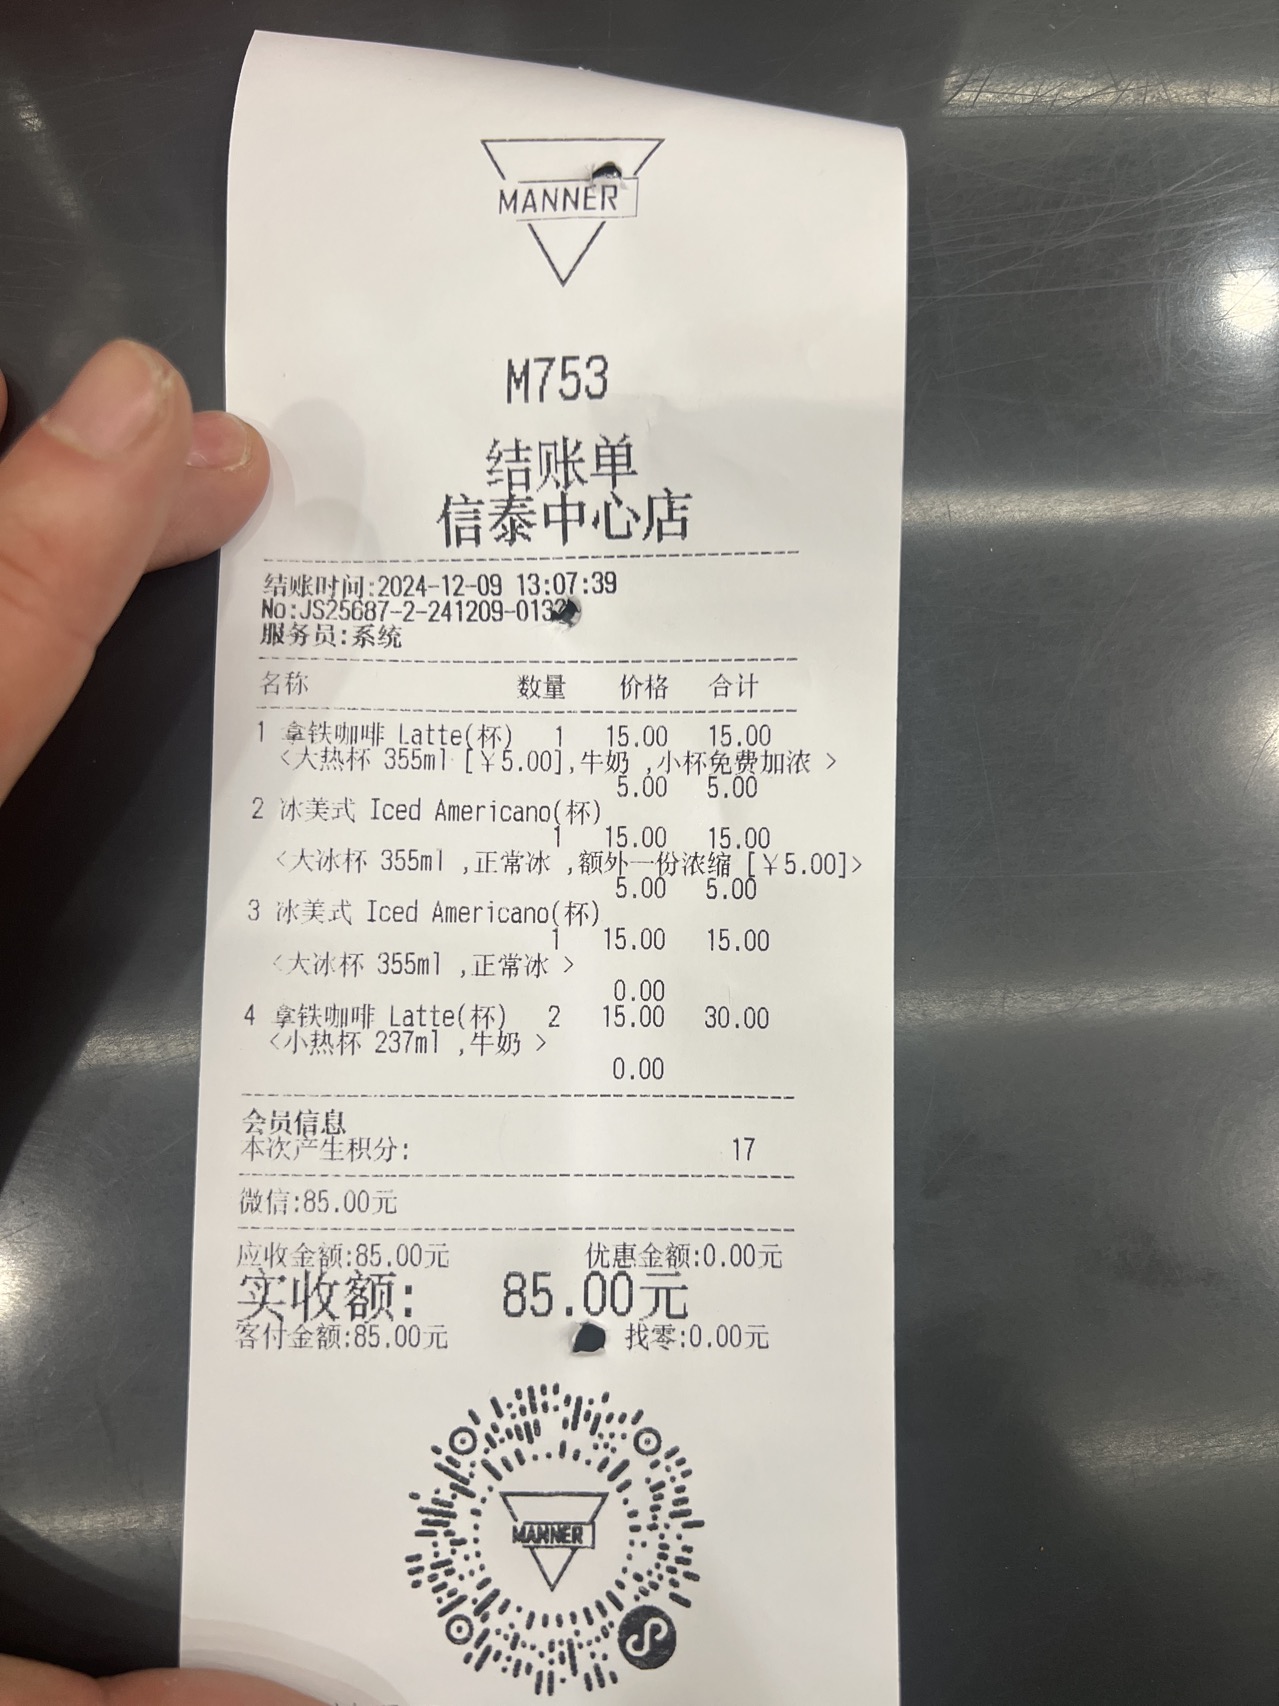 MANNER
M753
结账单
信泰中心店
结账时间:2024-12-09 13:07:39
No:JS25687-2-241209-013
服务员:系统
名称 数量 价格 合计
1 拿铁咖啡 Latte(杯) 1 15.00 15.00
<大热杯 355ml [￥5.00],牛奶 ,小杯免费加浓 >
5.00 5.00
2 冰美式 Iced Americano(杯)
1 15.00 15.00
<大冰杯 355ml ,正常冰 ,额外一份浓缩 [￥5.00]>
5.00 5.00
3 冰美式 Iced Americano(杯)
1 15.00 15.00
<大冰杯 355ml ,正常冰 >
0.00
4 拿铁咖啡 Latte(杯) 2 15.00 30.00
<小热杯 237ml ,牛奶 >
0.00
会员信息
本次产生积分: 17
微信:85.00元
应收金额:85.00元 优惠金额:0.00元
实收额: 85.00元
客付金额:85.00元 找零:0.00元
MANNER